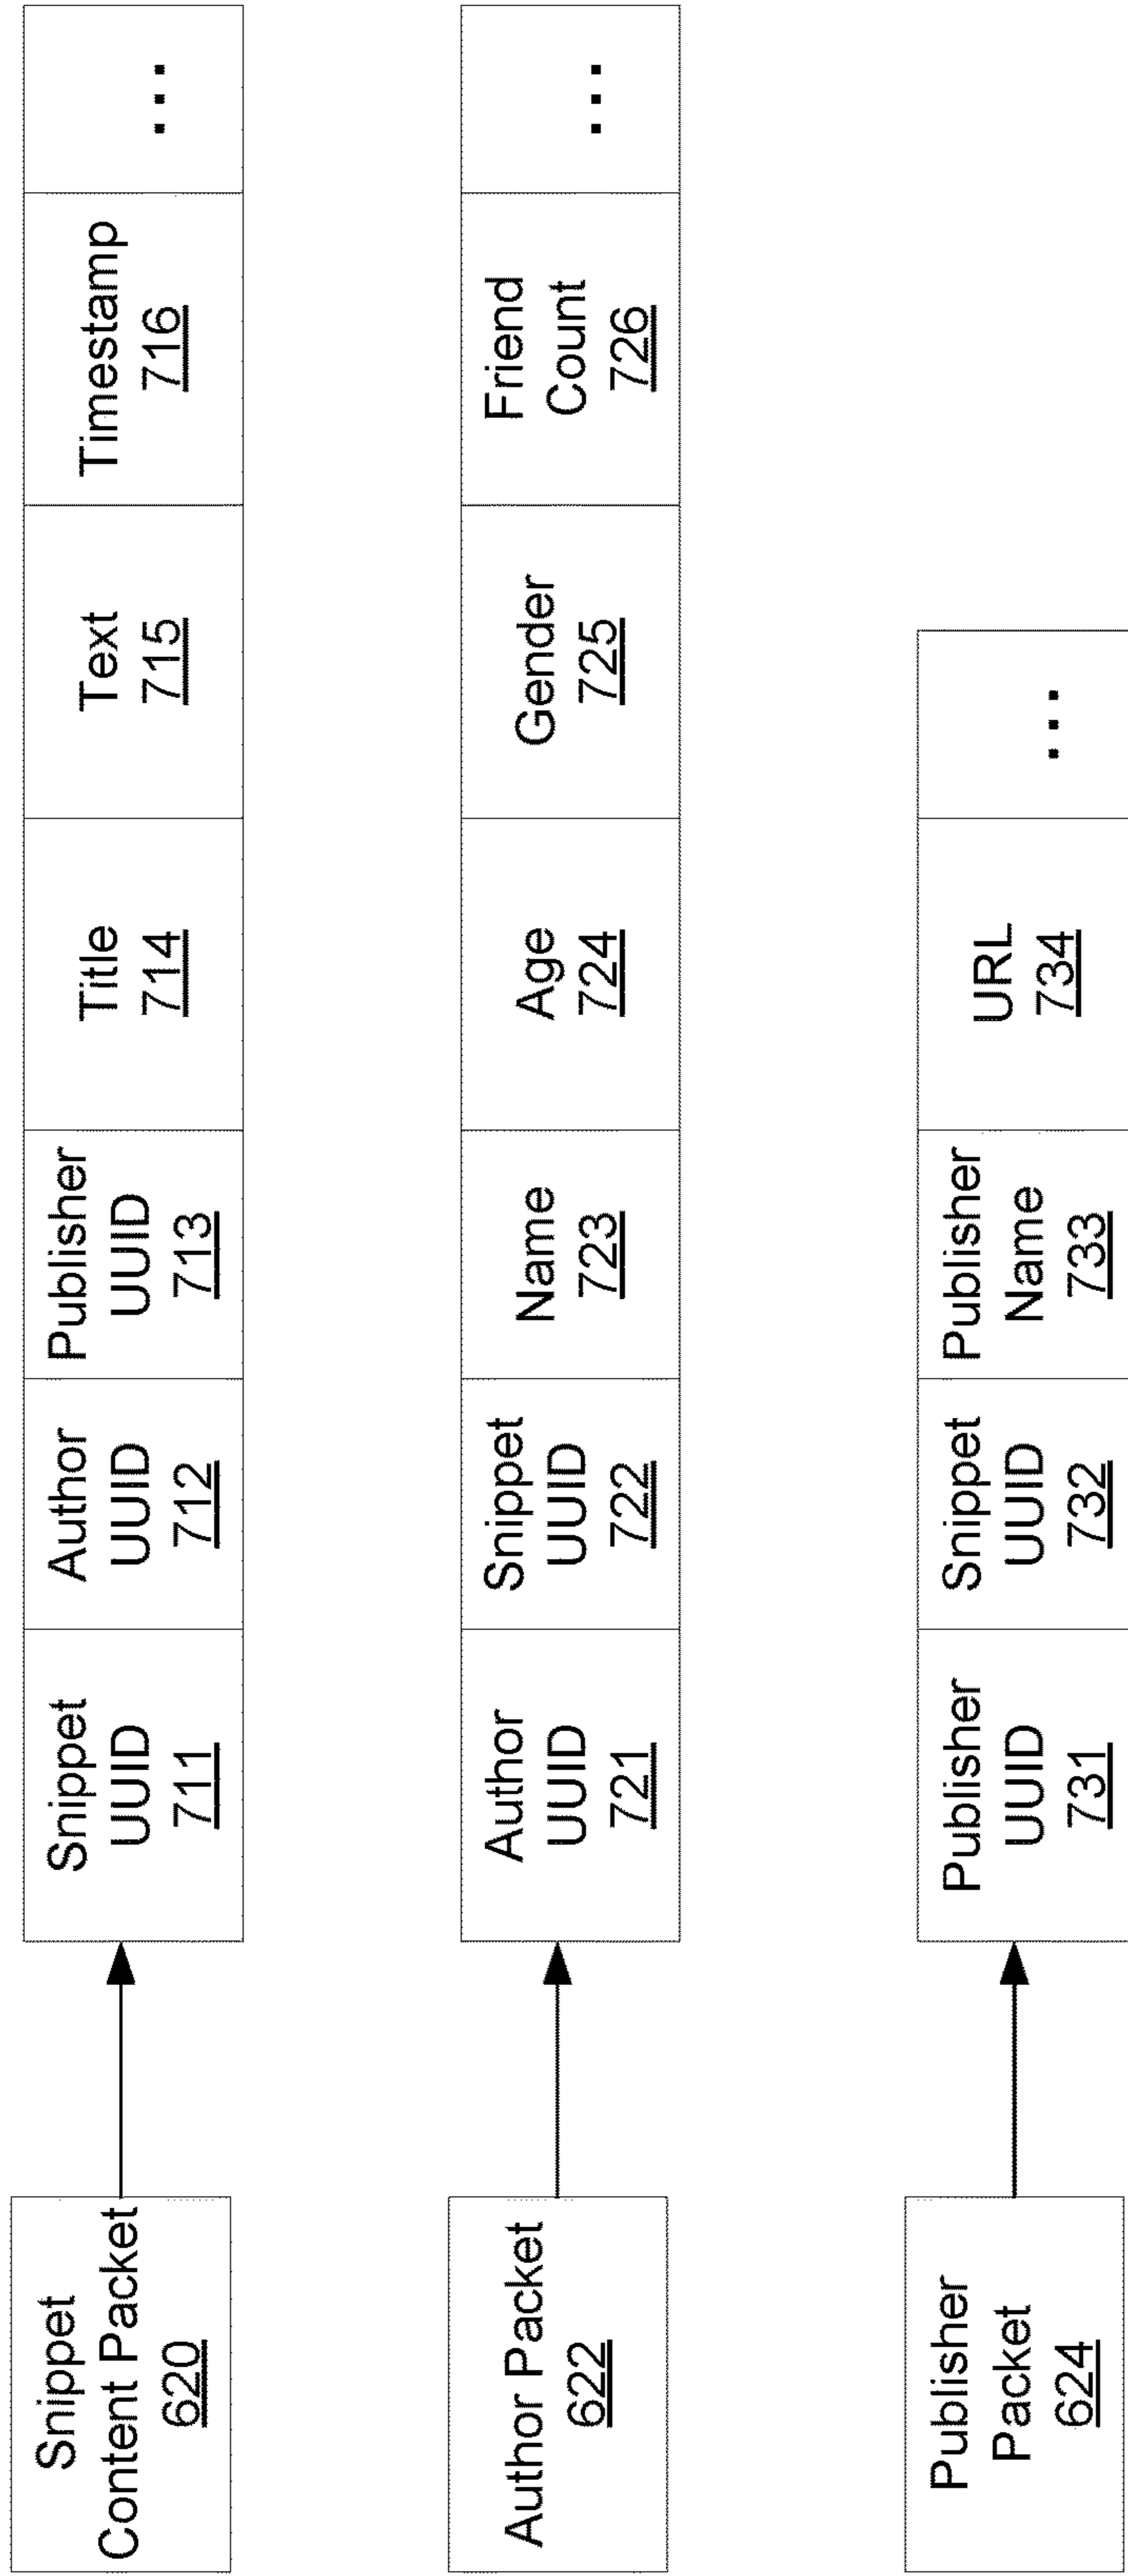 Snippet
Content Packet
620
Snippet
UUID
711
Author
UUID
712
Publisher
UUID
713
Title
714
Text
715
Timestamp
716
...
Author Packet
622
Author
UUID
721
Snippet
UUID
722
Name
723
Age
724
Gender
725
Friend
Count
726
...
Publisher
Packet
624
Publisher
UUID
731
Snippet
UUID
732
Publisher
Name
733
URL
734
...